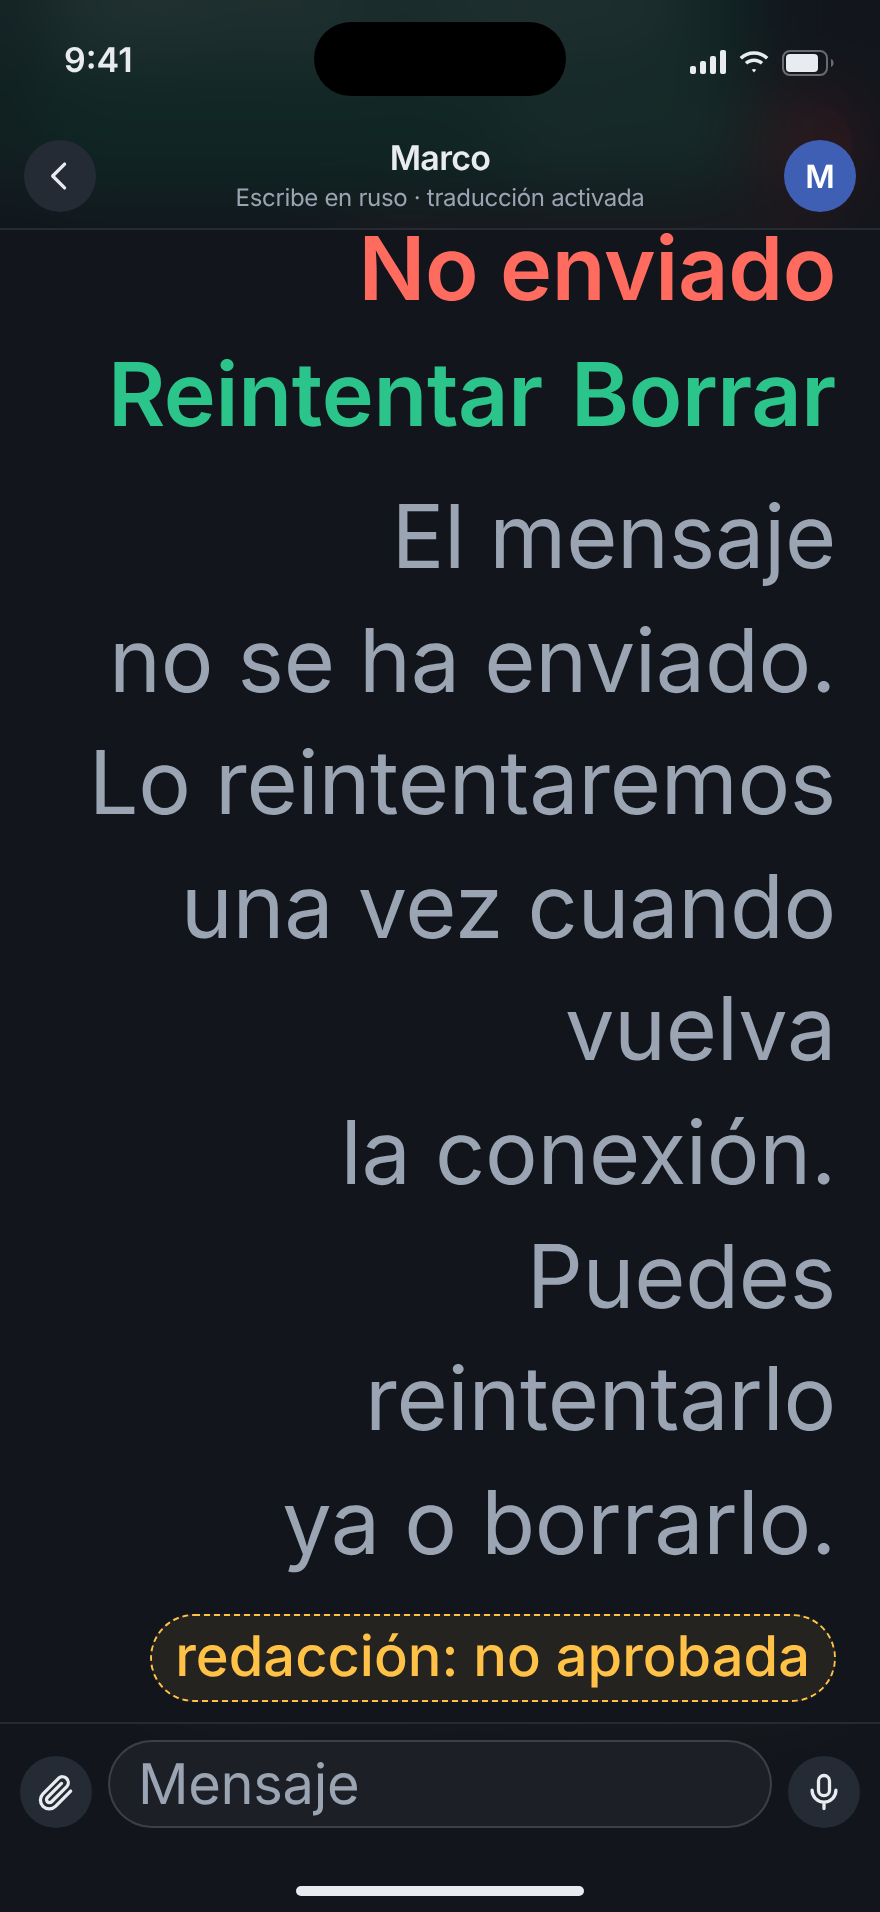 9:41
Marco
Escribe en ruso · traducción activada
M
No enviado
Reintentar Borrar
El mensaje
no se ha enviado.
Lo reintentaremos
una vez cuando
vuelva
la conexión.
Puedes
reintentarlo
ya o borrarlo.
redacción: no aprobada
Mensaje